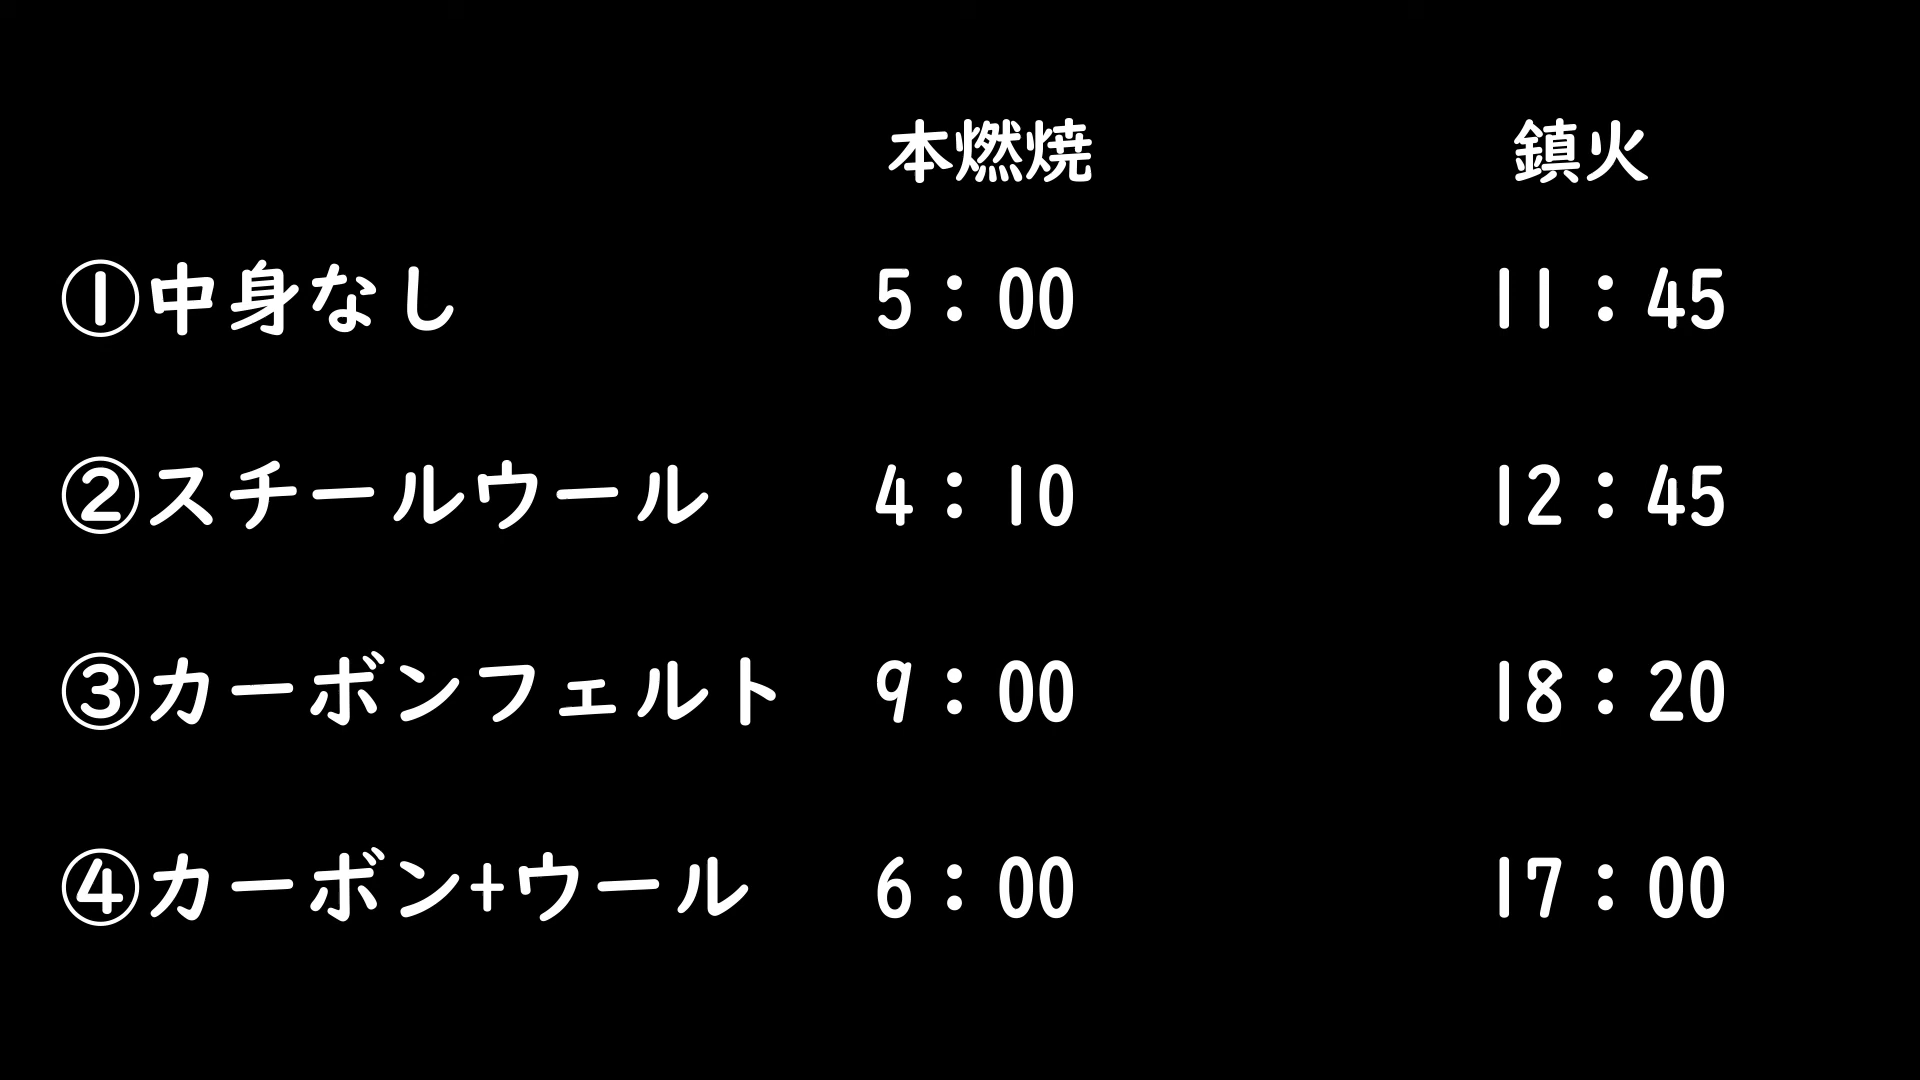 本燃焼 鎮火
①中身なし 5：00 11：45
②スチールウール 4：10 12：45
③カーボンフェルト 9：00 18：20
④カーボン+ウール 6：00 17：00